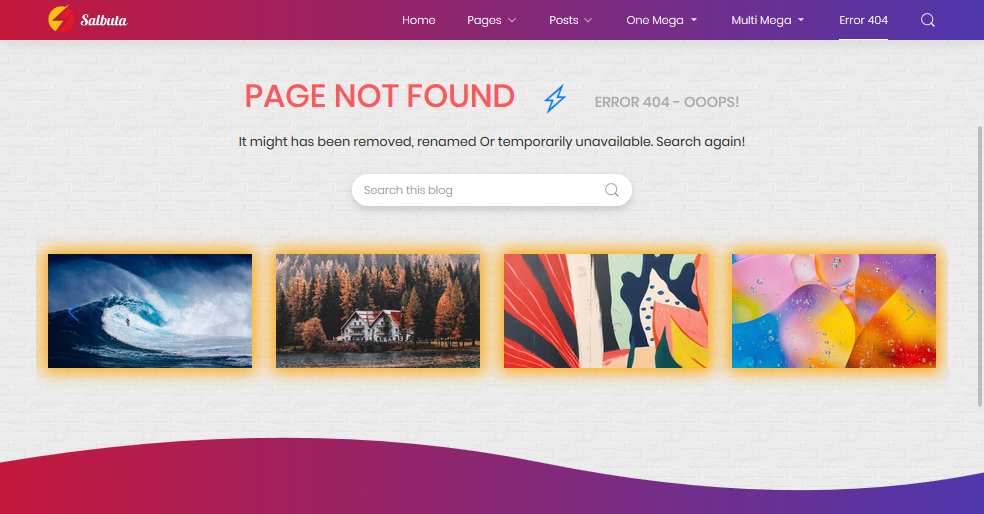 Salbuta
Home Pages Posts One Mega Multi Mega Error 404
PAGE NOT FOUND ERROR 404 - OOOPS!
It might has been removed, renamed Or temporarily unavailable. Search again!
Search this blog